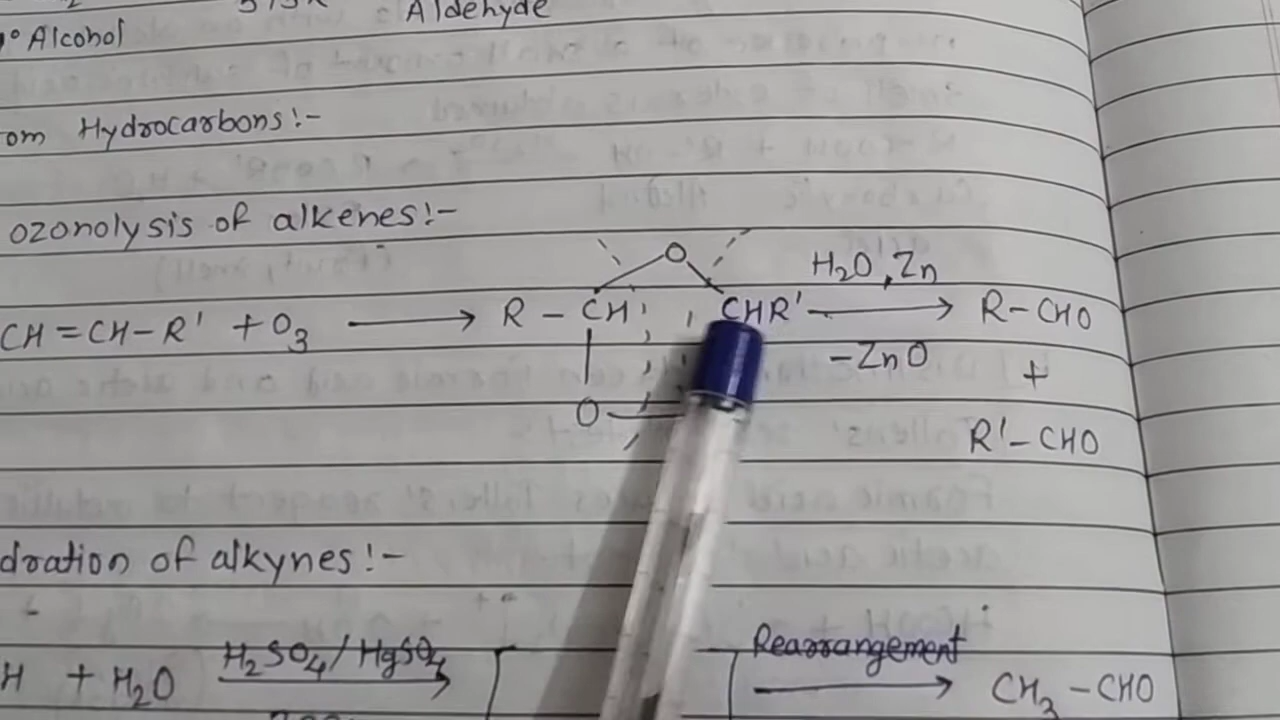 Aldehyde
1° Alcohol
om Hydrocarbons:-
ozonolysis of alkenes:-
O
H₂O, Zn
CH=CH-R' + O₃ ⟶ R - CH CHR' ⟶ R-CHO
-ZnO
+
O
R'-CHO
dration of alkynes:-
H₂SO₄/HgSO₄ Rearrangement
H + H₂O ⟶ ⟶ CH₃-CHO